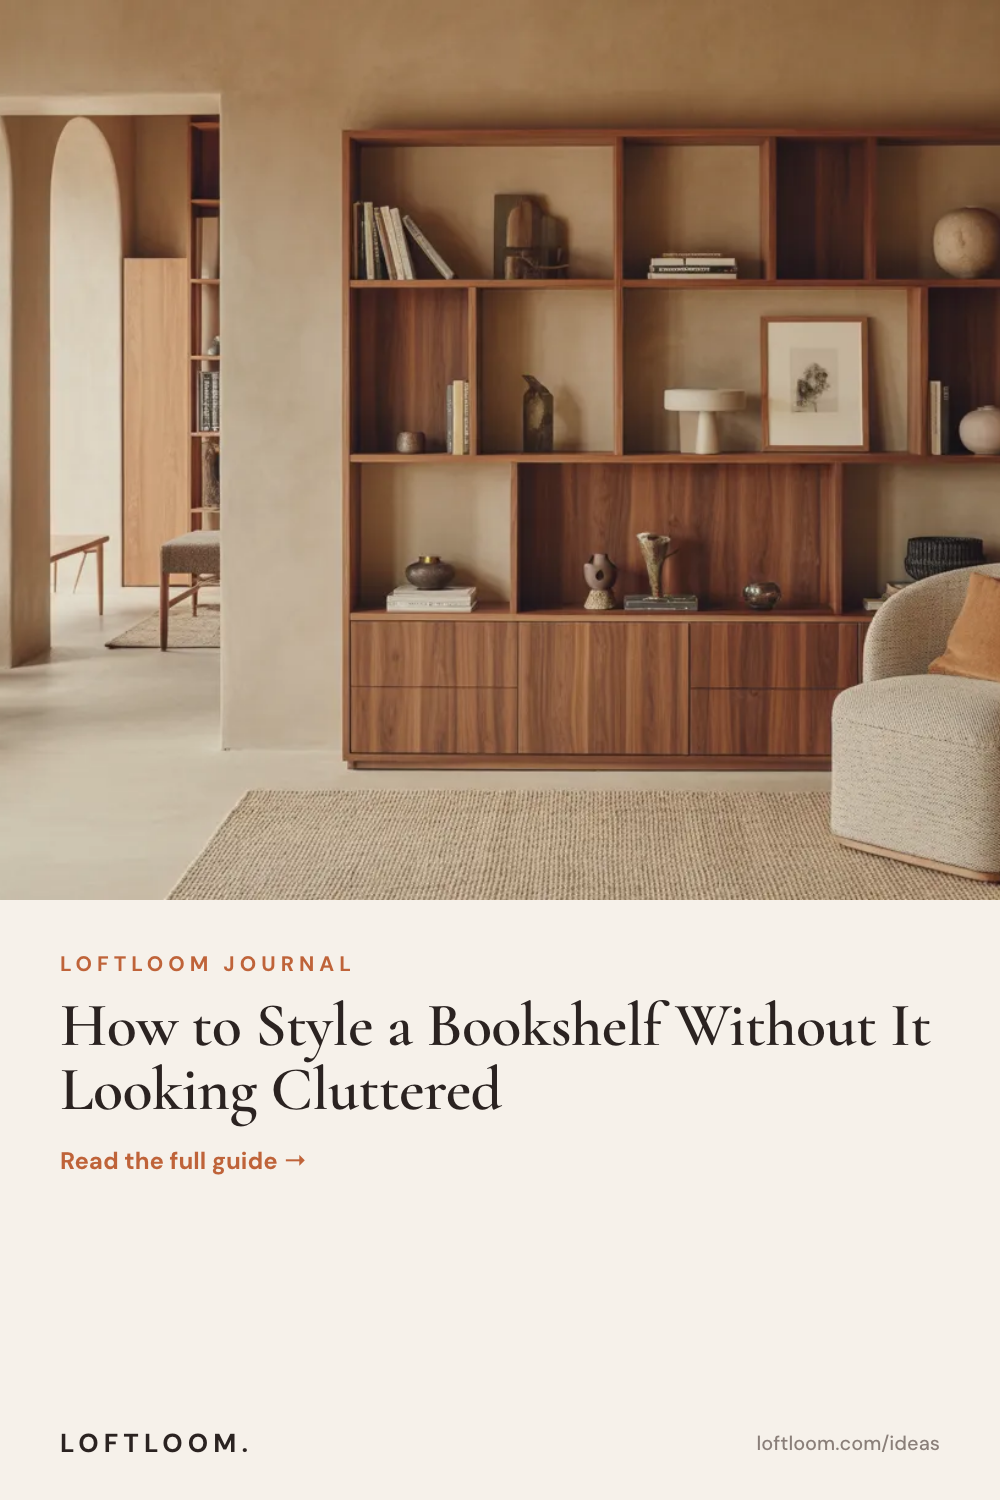 LOFTLOOM JOURNAL
How to Style a Bookshelf Without It
Looking Cluttered
Read the full guide →
LOFTLOOM.
loftloom.com/ideas